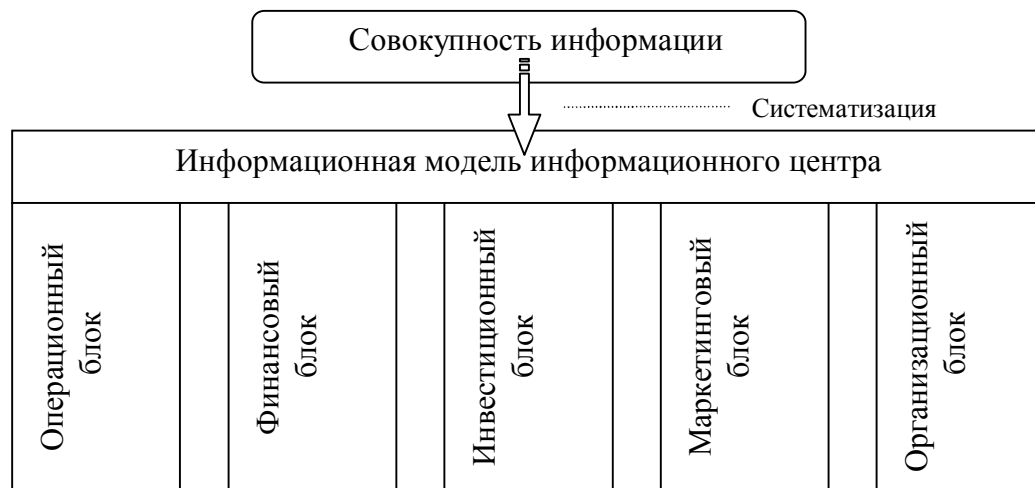 Совокупность информации
Систематизация
Информационная модель информационного центра
Операционный
блок
Финансовый
блок
Инвестиционный
блок
Маркетинговый
блок
Организационный
блок